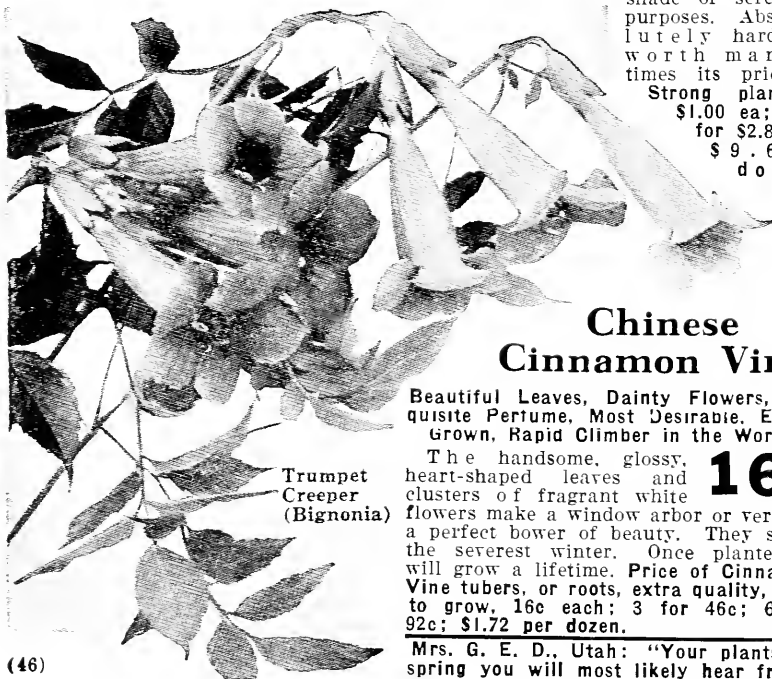 shade or
purposes. Abs
lutely hard
worth man
times its pri
Strong plan
$1.00 ea;
for $2.8
$9.6
do
Chinese
Cinnamon Vi
Beautiful Leaves, Dainty Flowers,
quisite Perfume, Most Desirable, E
Grown, Rapid Climber in the Wor
The handsome, glossy,
heart-shaped leaves and
clusters of fragrant white
16
flowers make a window arbor or ver
a perfect bower of beauty. They s
the severest winter. Once plante
will grow a lifetime. Price of Cinna
Vine tubers, or roots, extra quality,
to grow, 16c each; 3 for 46c; 6
92c; $1.72 per dozen.
Mrs. G. E. D., Utah: "Your plants
spring you will most likely hear fr
Trumpet
Creeper
(Bignonia)
(46)